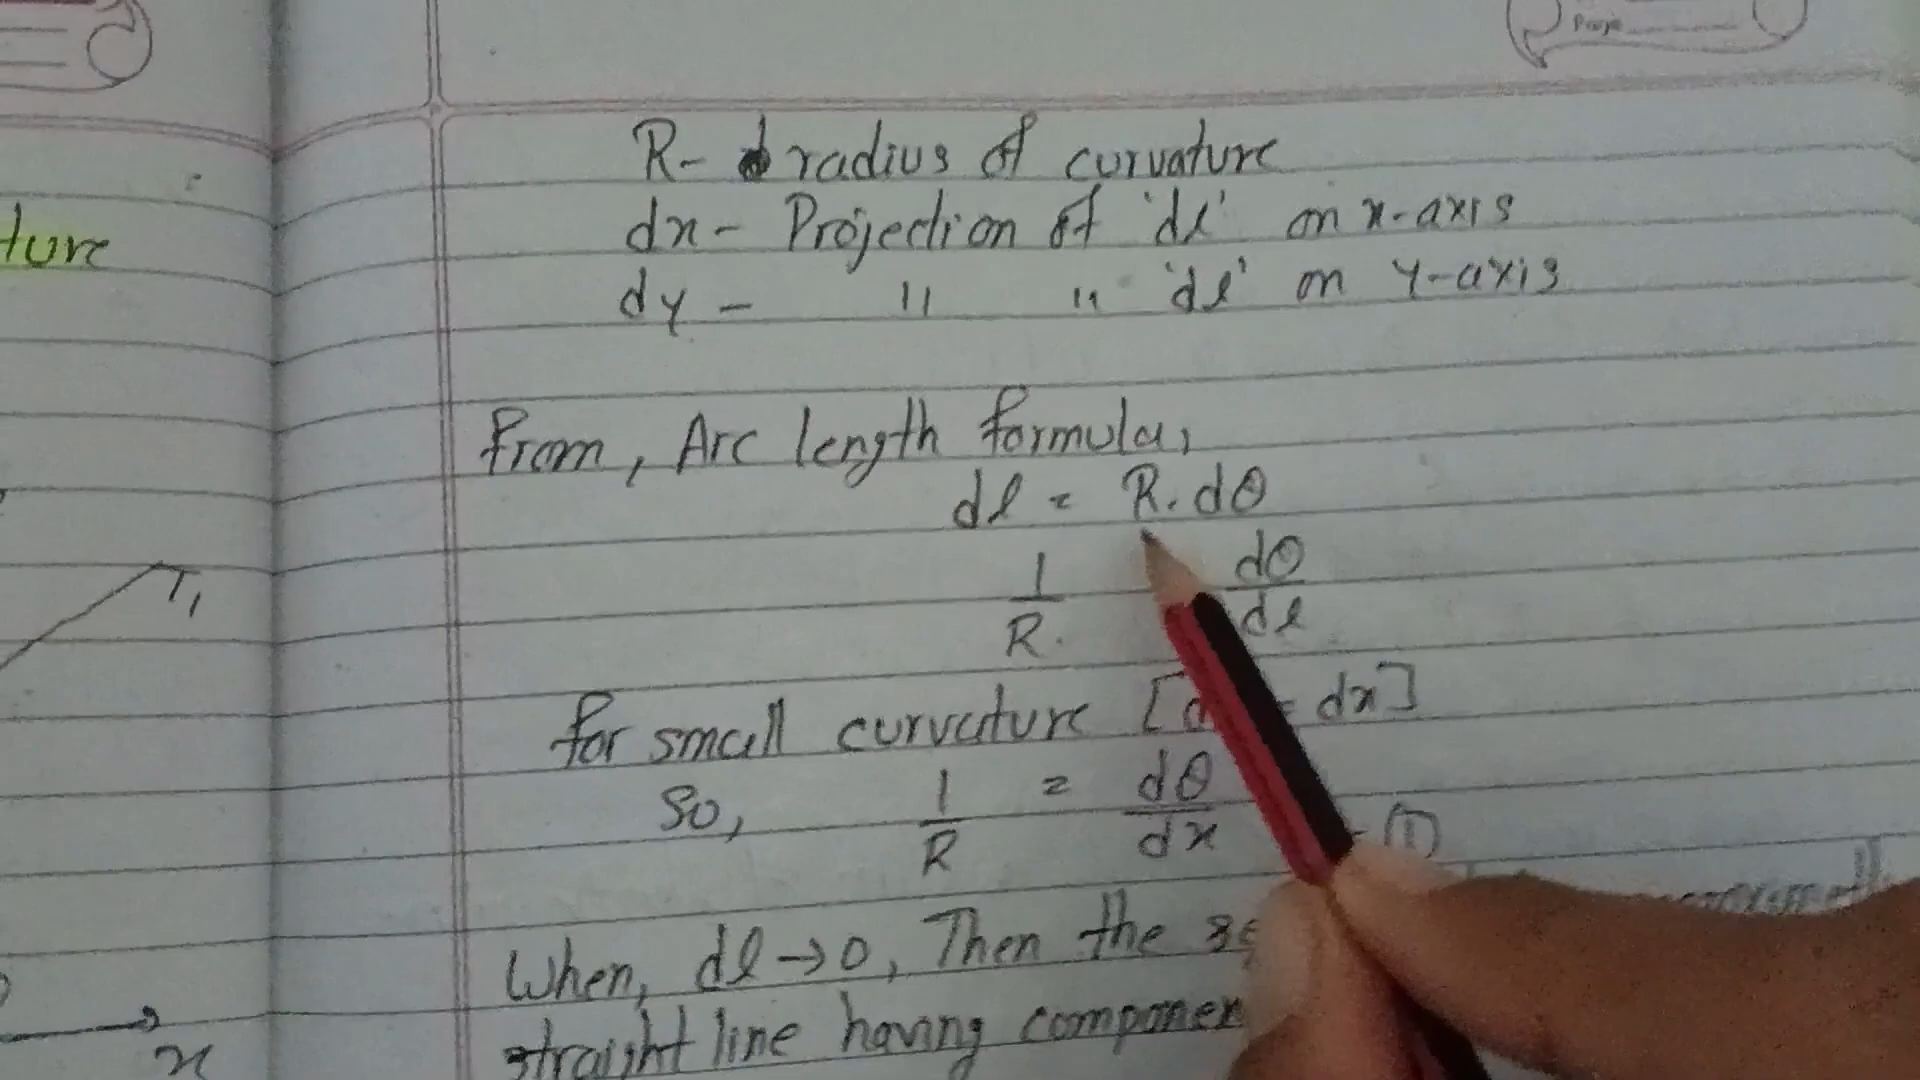 Page
R- radius of curvature
dx- Projection of 'dl' on x-axis
dy - " " 'dl' on y-axis
ture
From, Arc length formula,
dl = R. dθ
1/R. dθ/dl
T1
For small curvature [d = dx]
So, 1/R = dθ/dx - ①
When, dl→0, Then the
straight line having
x